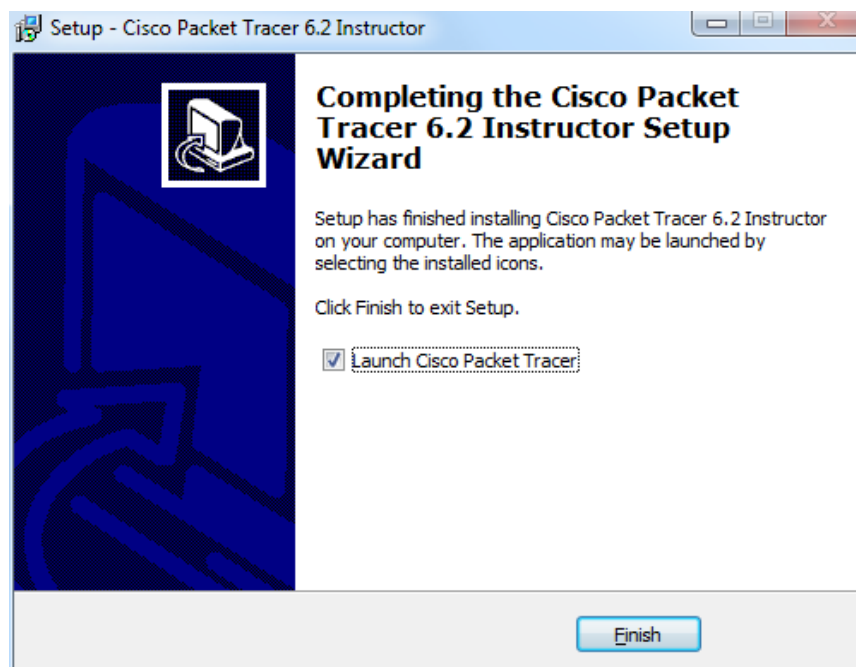 Setup - Cisco Packet Tracer 6.2 Instructor
Completing the Cisco Packet
Tracer 6.2 Instructor Setup
Wizard
Setup has finished installing Cisco Packet Tracer 6.2 Instructor
on your computer. The application may be launched by
selecting the installed icons.
Click Finish to exit Setup.
Launch Cisco Packet Tracer
Finish